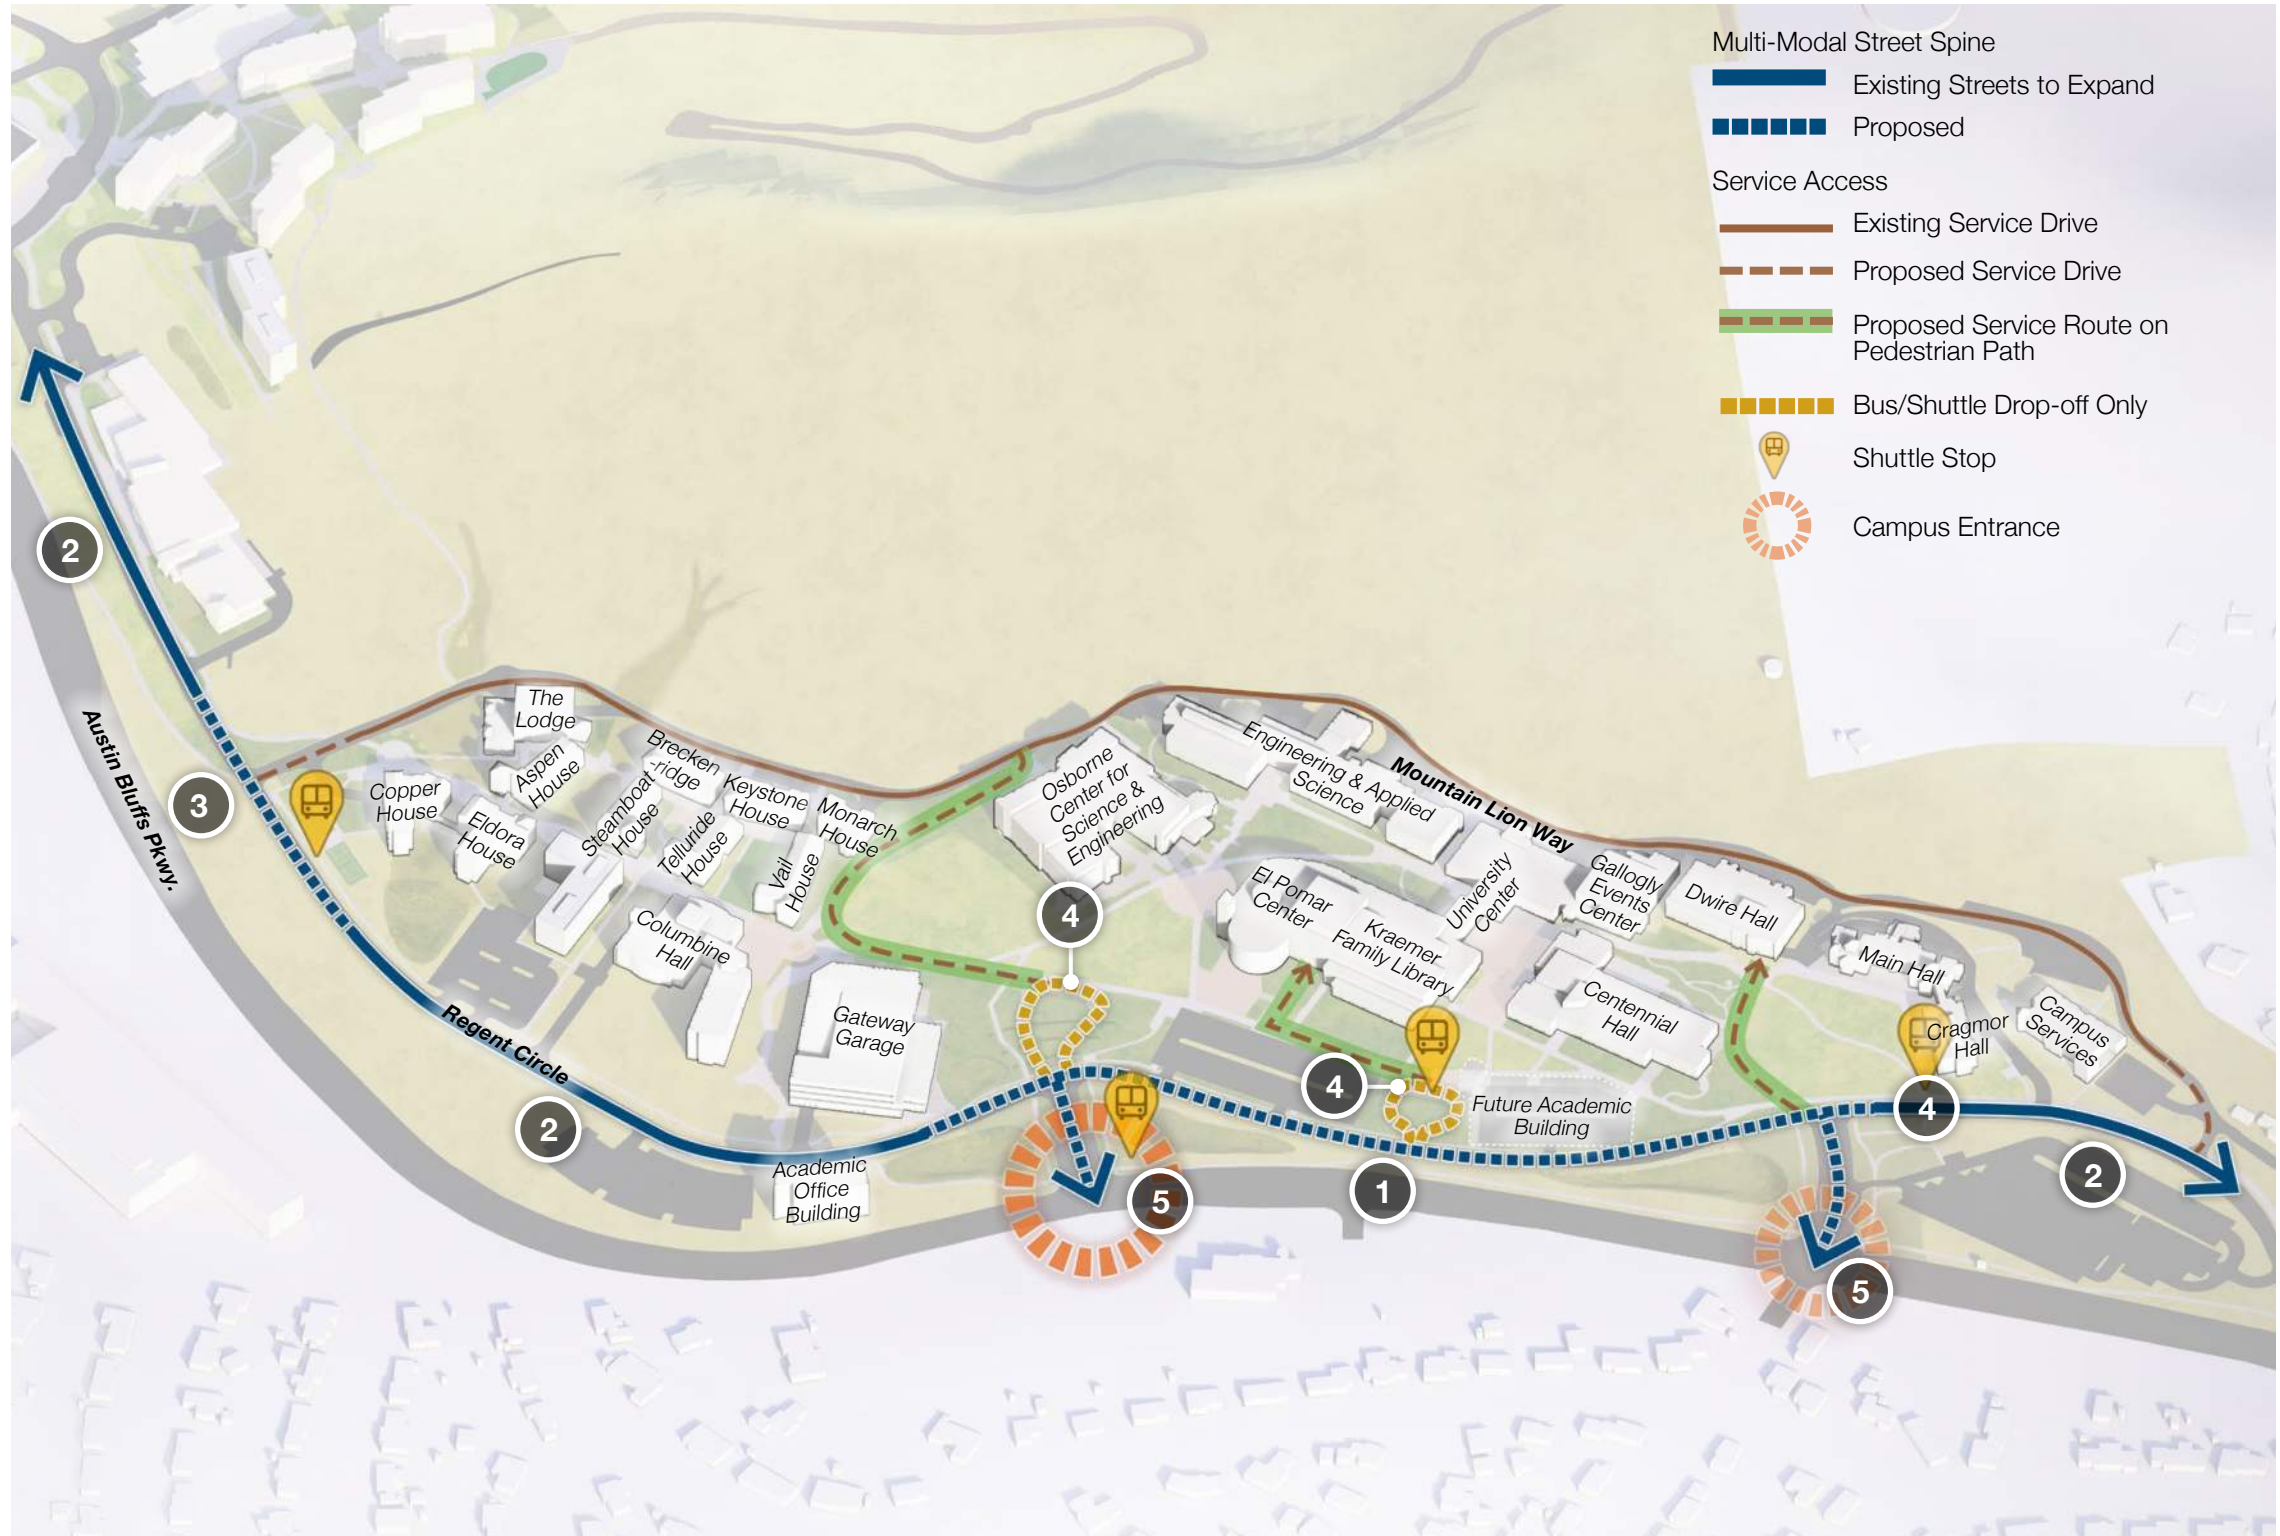 Multi-Modal Street Spine
Existing Streets to Expand
Proposed
Service Access
Existing Service Drive
Proposed Service Drive
Proposed Service Route on
Pedestrian Path
Bus/Shuttle Drop-off Only
Shuttle Stop
Campus Entrance
2
The
Lodge
Austin Bluffs Pkwy.
3
Copper
House
Aspen
House
Eldora
House
Brecken
-ridge
Steamboat
House
Keystone
House
Telluride
House
Monarch
House
Vail
House
Columbine
Hall
Gateway
Garage
Regent Circle
2
Academic
Office
Building
Osborne
Center for
Science &
Engineering
4
Engineering & Applied
Science
Mountain Lion Way
El Pomar
Center
Kraemer
Family Library
University
Center
Gallogly
Events
Center
Dwire Hall
Centennial
Hall
Main Hall
Cragmor
Hall
Campus
Services
4
Future Academic
Building
4
2
1
5
5